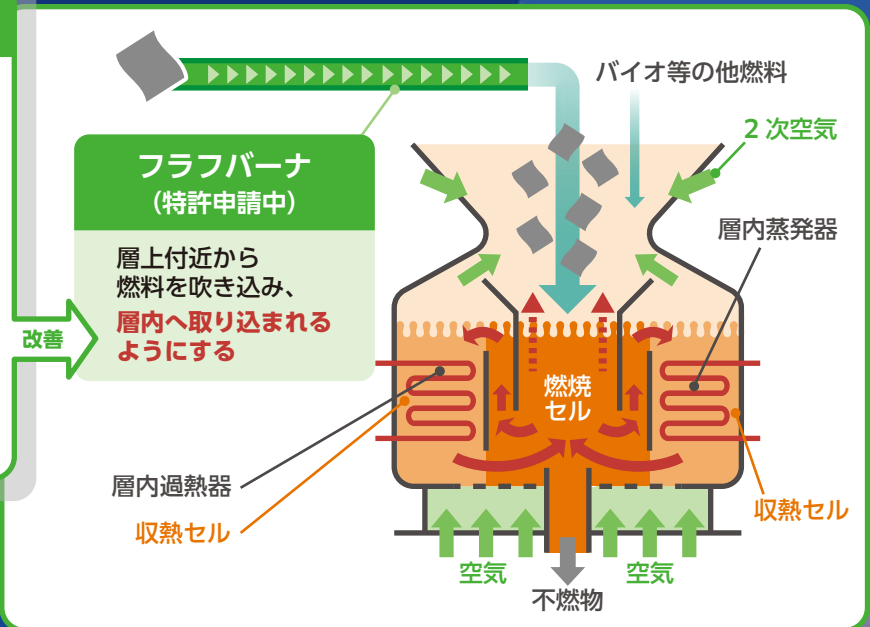 バイオ等の他燃料
2次空気
フラフバーナ
(特許申請中)
層上付近から
燃料を吹き込み、
層内へ取り込まれる
ようにする
改善
層内蒸発器
燃焼
セル
層内過熱器
収熱セル
収熱セル
空気
空気
不燃物